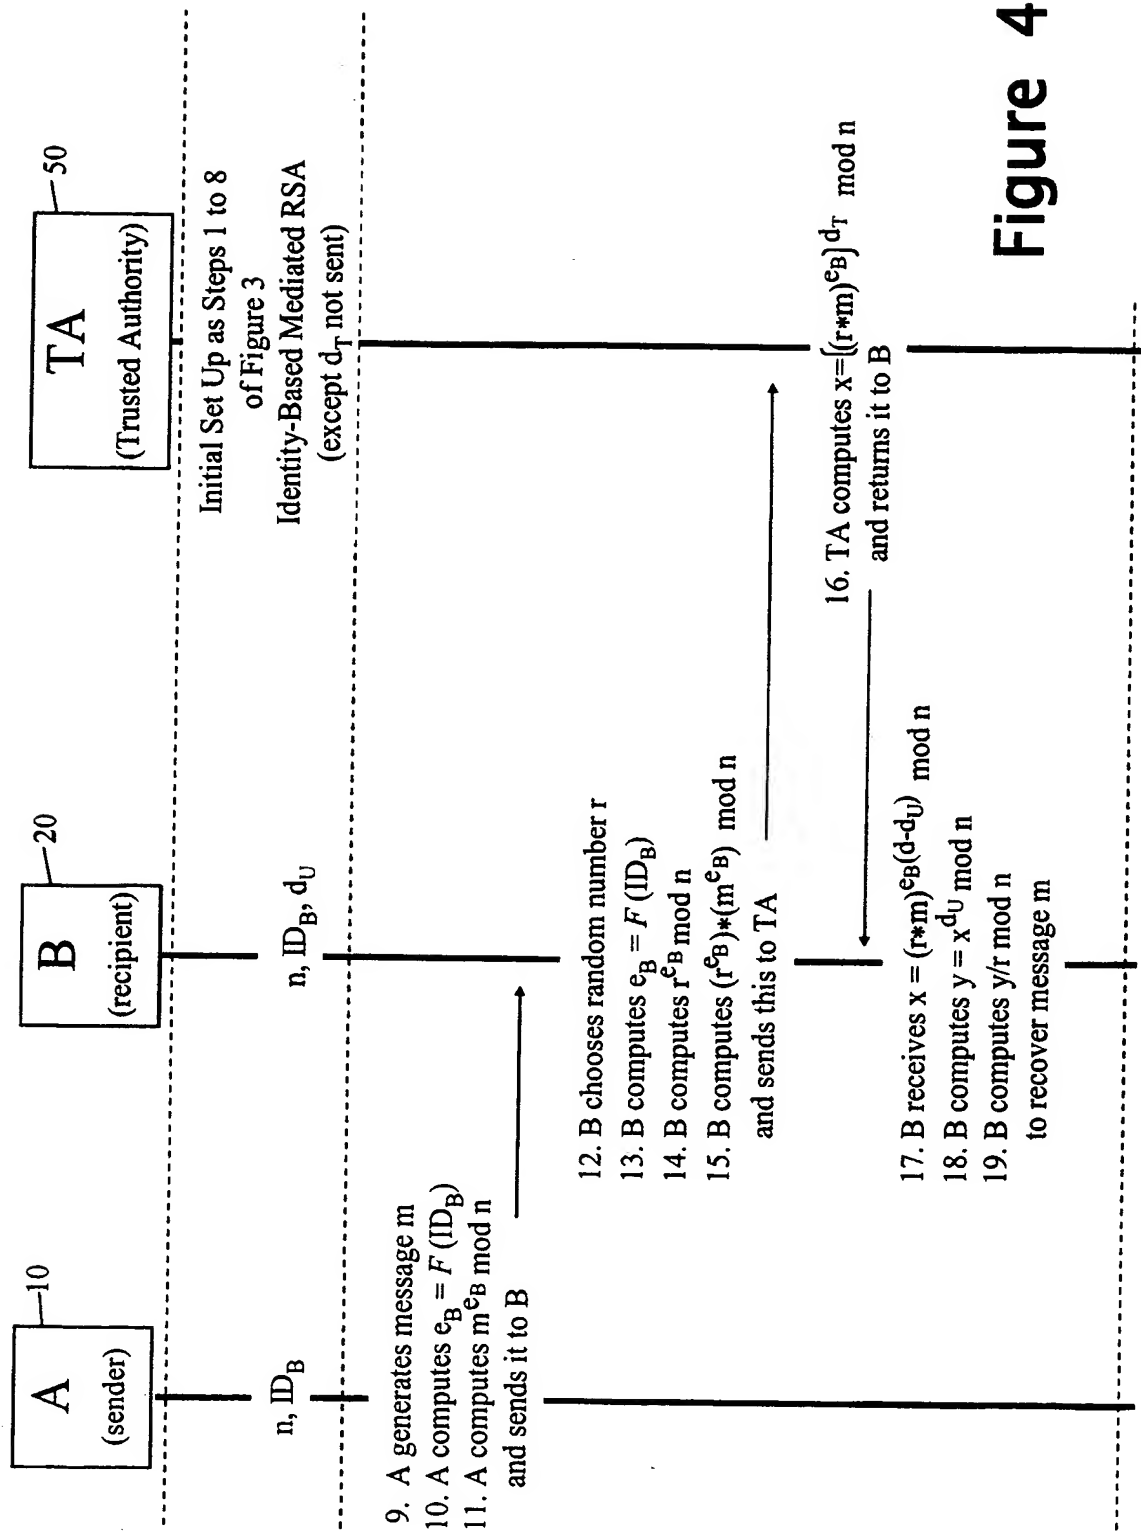 A
(sender)
10
B
(recipient)
20
TA
(Trusted Authority)
50
n, ID_B
n, ID_B, d_U
Initial Set Up as Steps 1 to 8
of Figure 3
Identity-Based Mediated RSA
(except d_T not sent)
9. A generates message m
10. A computes e_B = F (ID_B)
11. A computes m^e_B mod n
and sends it to B
12. B chooses random number r
13. B computes e_B = F (ID_B)
14. B computes r^e_B mod n
15. B computes (r^e_B)*(m^e_B) mod n
and sends this to TA
16. TA computes x=[(r*m)^e_B]^d_T mod n
and returns it to B
17. B receives x = (r*m)^e_B(d-d_U) mod n
18. B computes y = x^d_U mod n
19. B computes y/r mod n
to recover message m
Figure 4